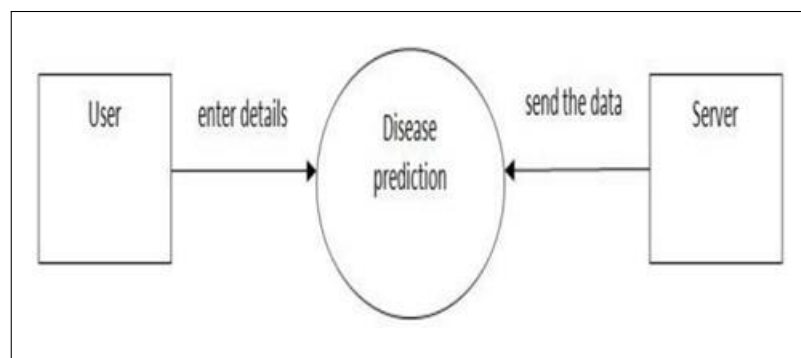 User
enter details
Disease
prediction
send the data
Server